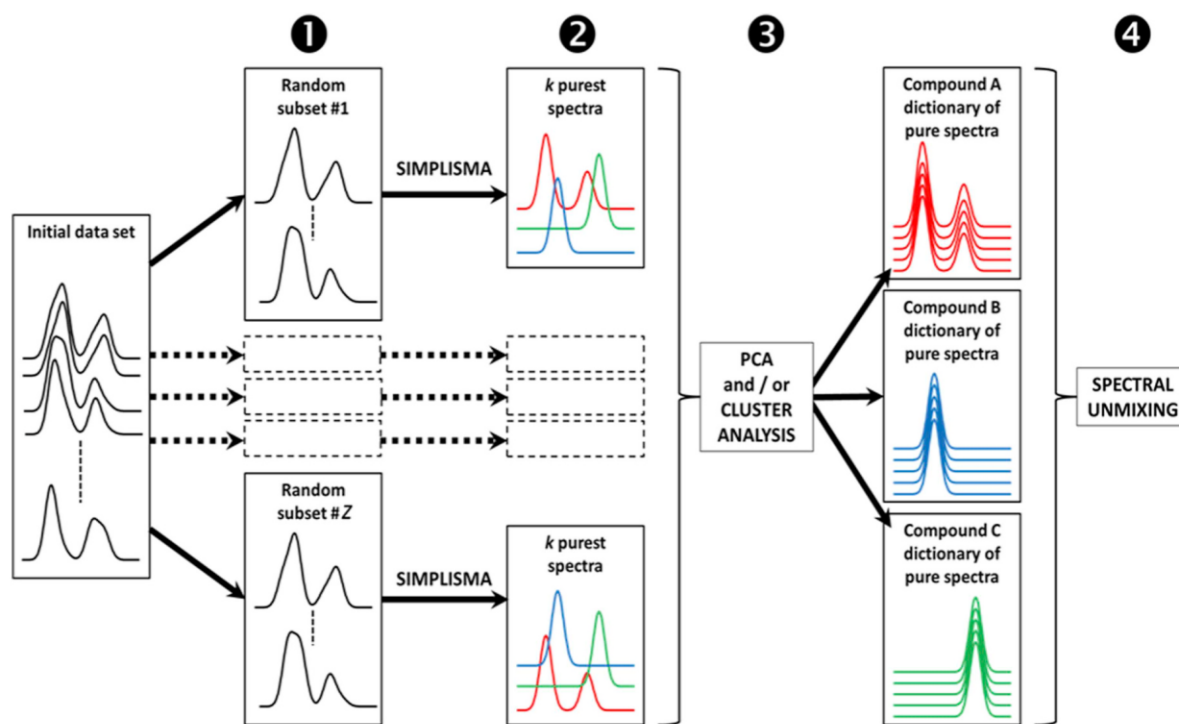 ❶
❷
❸
❹
Initial data set
Random
subset #1
SIMPLISMA
k purest
spectra
Random
subset #Z
SIMPLISMA
k purest
spectra
PCA
and / or
CLUSTER
ANALYSIS
Compound A
dictionary of
pure spectra
Compound B
dictionary of
pure spectra
Compound C
dictionary of
pure spectra
SPECTRAL
UNMIXING